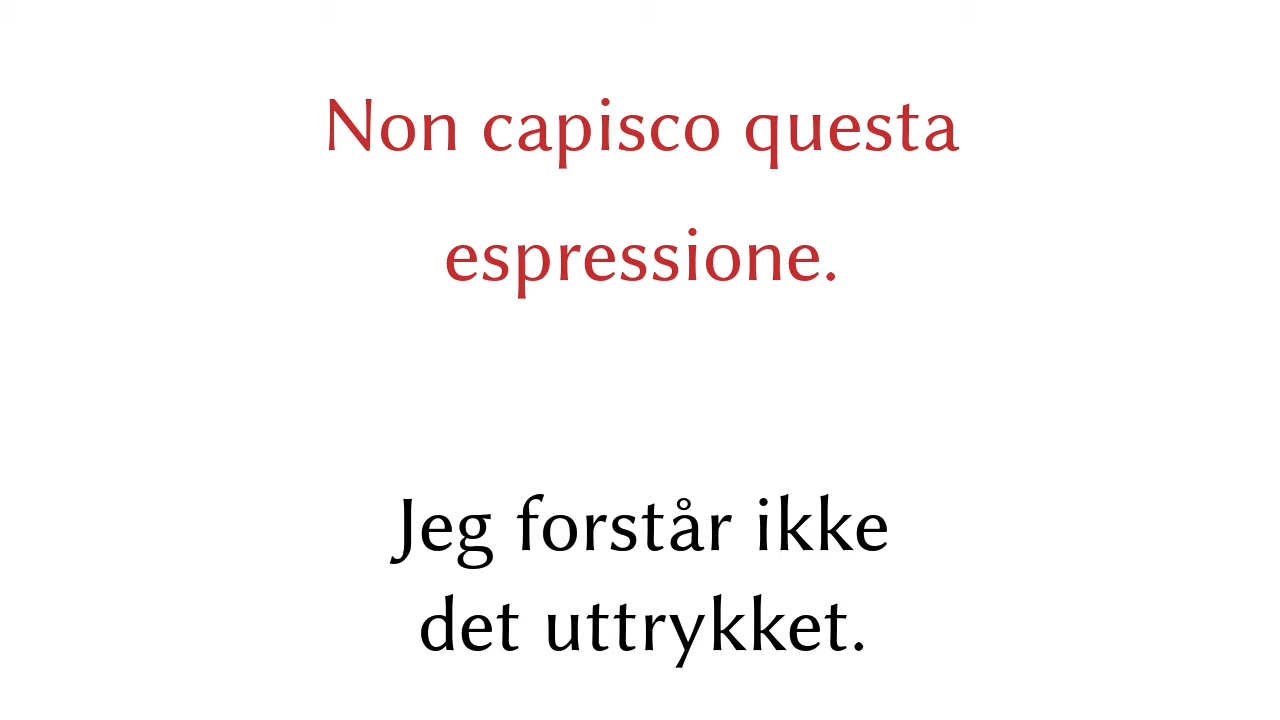 Non capisco questa
espressione.
Jeg forstår ikke
det uttrykket.